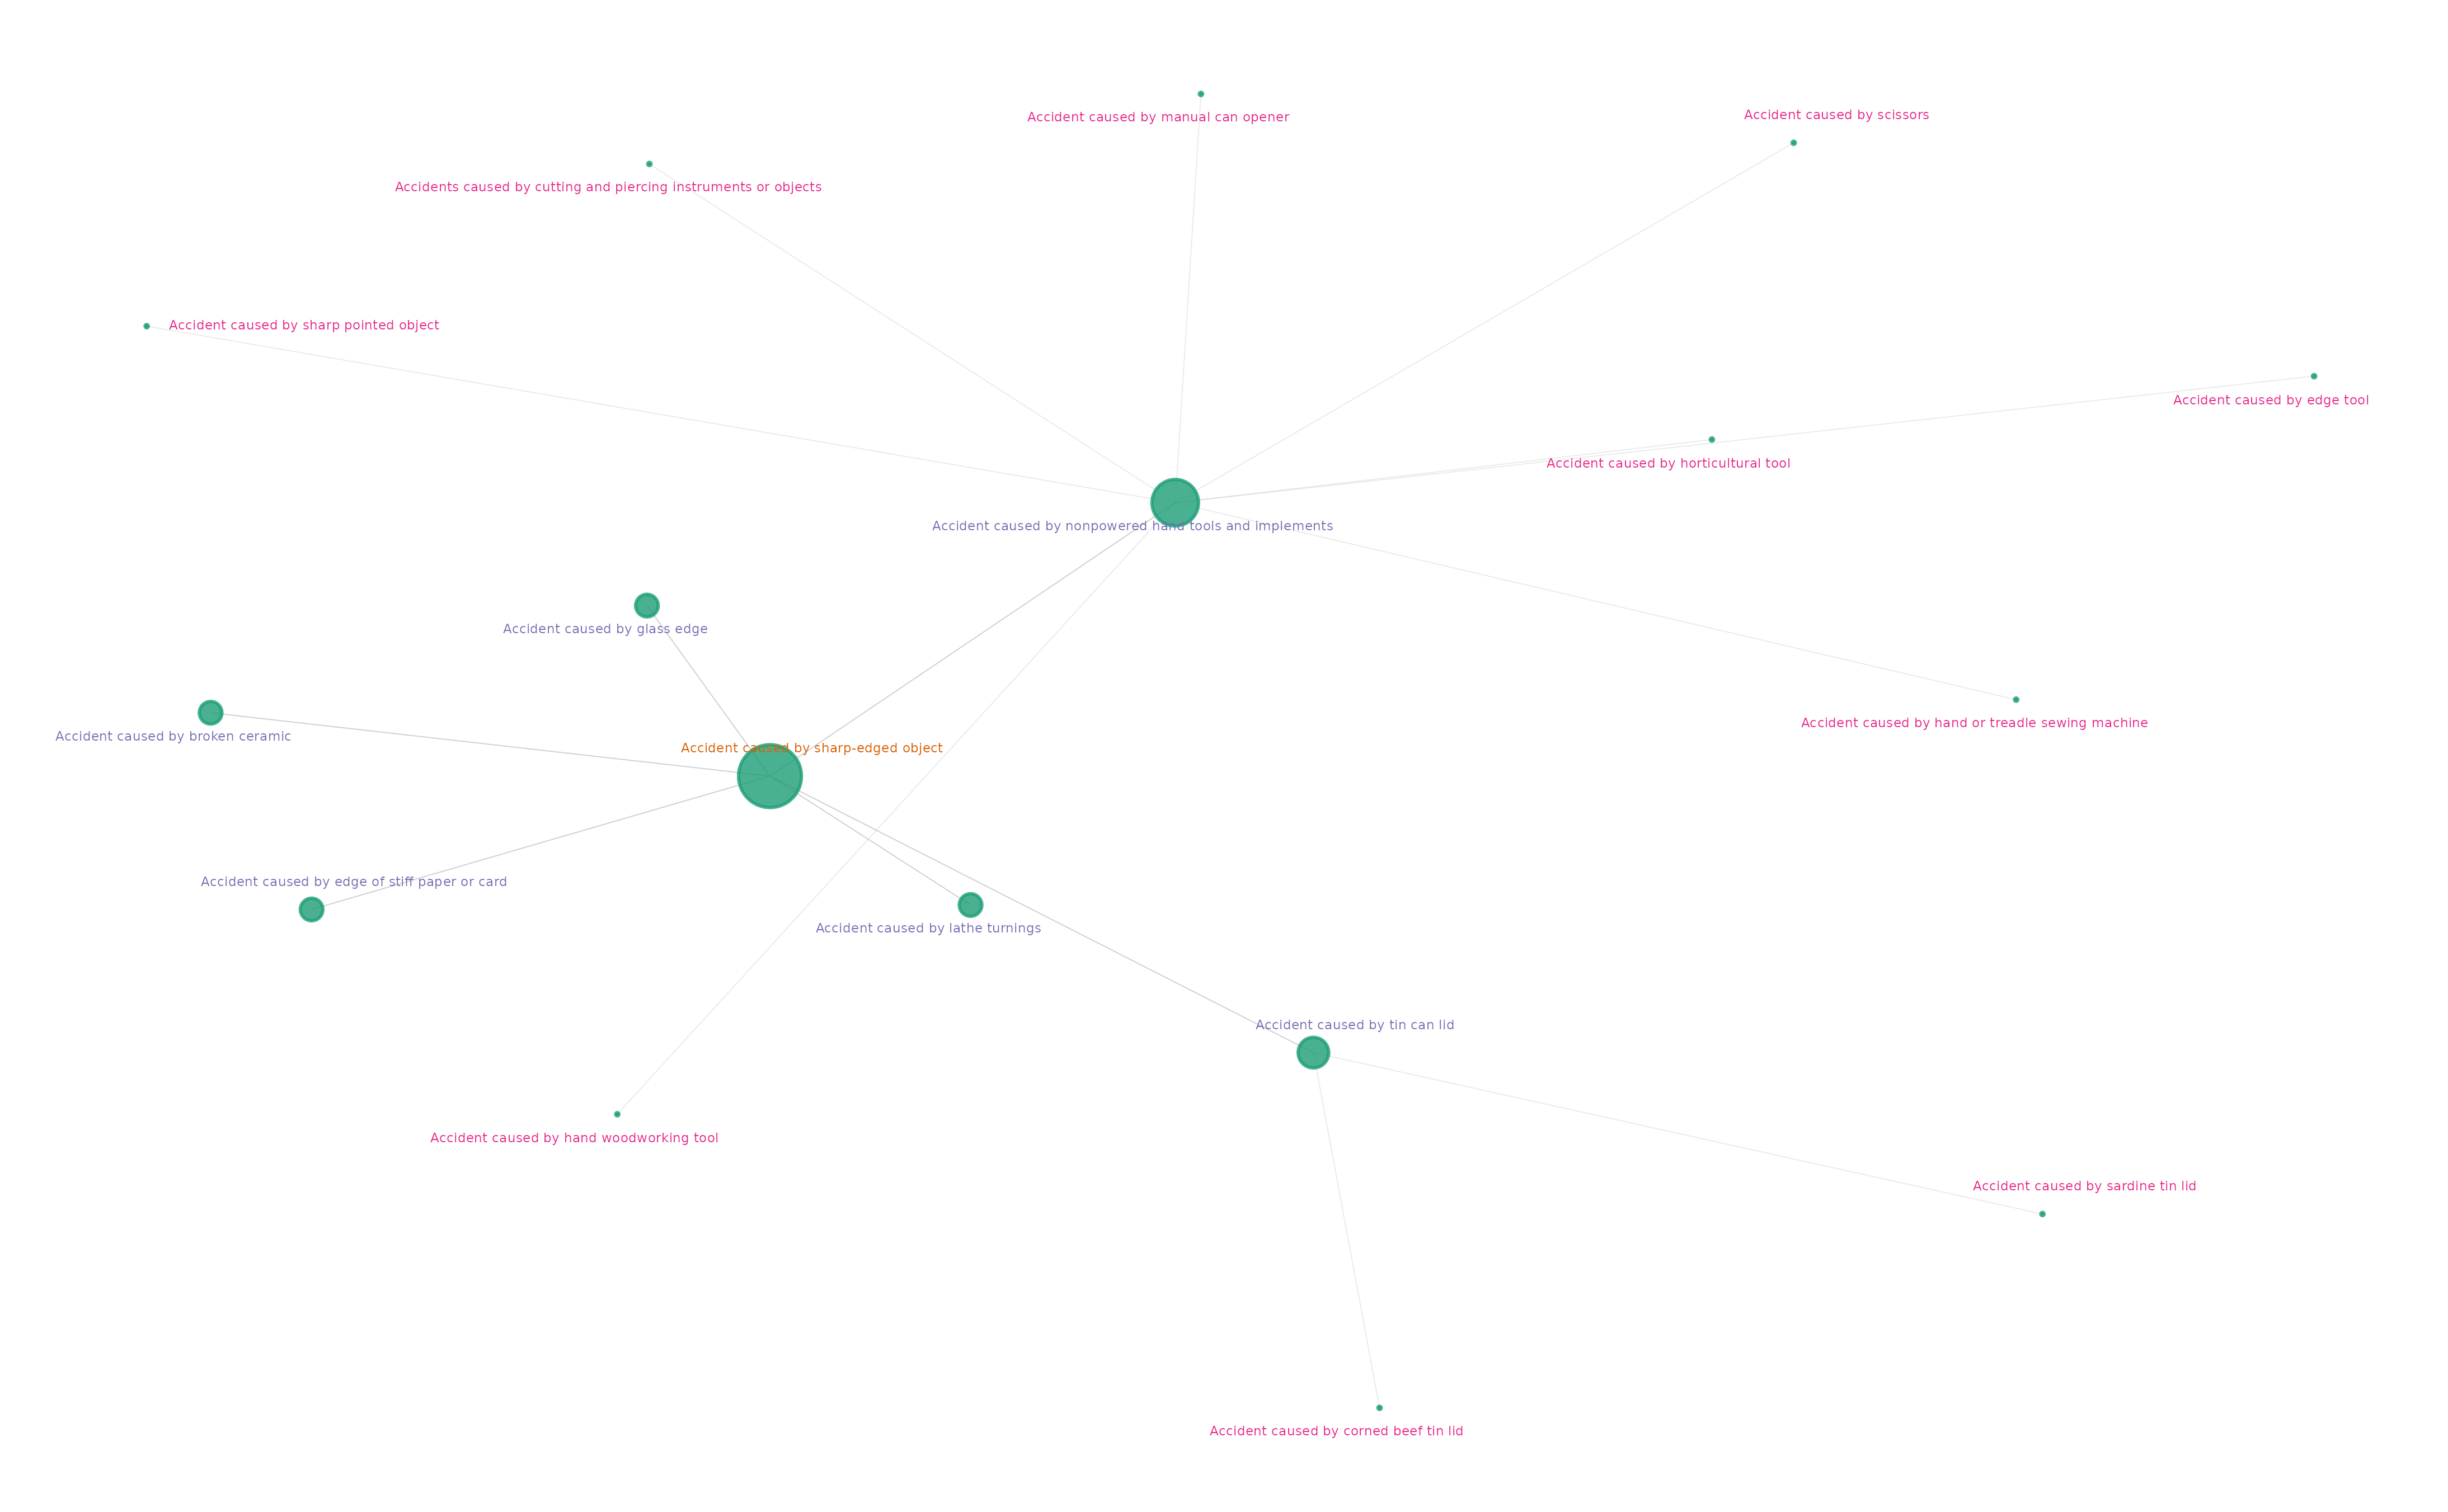 Accident caused by manual can opener
Accident caused by scissors
Accidents caused by cutting and piercing instruments or objects
Accident caused by sharp pointed object
Accident caused by edge tool
Accident caused by horticultural tool
Accident caused by nonpowered hand tools and implements
Accident caused by glass edge
Accident caused by hand or treadle sewing machine
Accident caused by broken ceramic
Accident caused by sharp-edged object
Accident caused by edge of stiff paper or card
Accident caused by lathe turnings
Accident caused by tin can lid
Accident caused by hand woodworking tool
Accident caused by sardine tin lid
Accident caused by corned beef tin lid